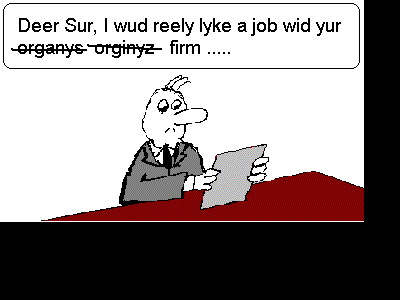 Deer Sur, I wud reely lyke a job wid yur
organys orginyz firm .....